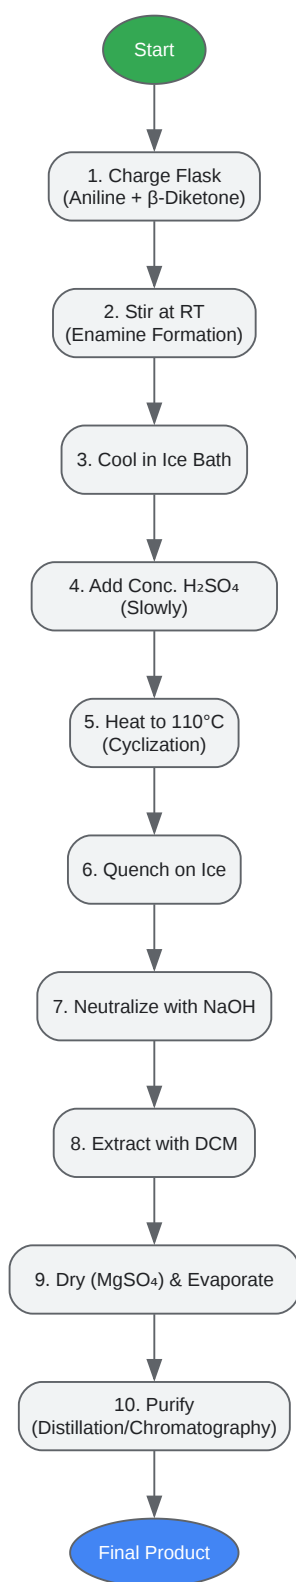 Start
1. Charge Flask
(Aniline + β-Diketone)
2. Stir at RT
(Enamine Formation)
3. Cool in Ice Bath
4. Add Conc. H₂SO₄
(Slowly)
5. Heat to 110°C
(Cyclization)
6. Quench on Ice
7. Neutralize with NaOH
8. Extract with DCM
9. Dry (MgSO₄) & Evaporate
10. Purify
(Distillation/Chromatography)
Final Product